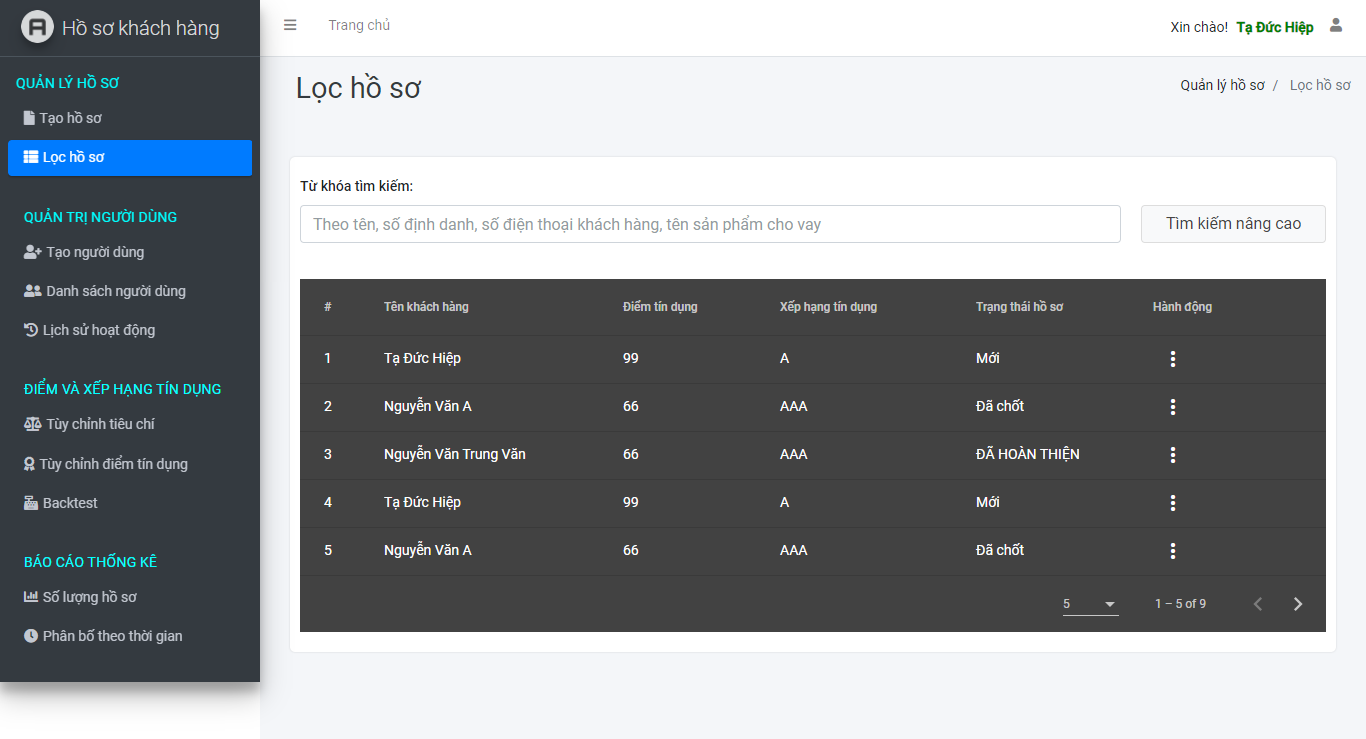 Hồ sơ khách hàng
Trang chủ
Xin chào! Tạ Đức Hiệp
QUẢN LÝ HỒ SƠ
Tạo hồ sơ
Lọc hồ sơ
QUẢN TRỊ NGƯỜI DÙNG
Tạo người dùng
Danh sách người dùng
Lịch sử hoạt động
ĐIỂM VÀ XẾP HẠNG TÍN DỤNG
Tùy chỉnh tiêu chí
Tùy chỉnh điểm tín dụng
Backtest
BÁO CÁO THỐNG KÊ
Số lượng hồ sơ
Phân bố theo thời gian
Lọc hồ sơ
Quản lý hồ sơ / Lọc hồ sơ
Từ khóa tìm kiếm:
Theo tên, số định danh, số điện thoại khách hàng, tên sản phẩm cho vay
Tìm kiếm nâng cao
# Tên khách hàng Điểm tín dụng Xếp hạng tín dụng Trạng thái hồ sơ Hành động
1 Tạ Đức Hiệp 99 A Mới
2 Nguyễn Văn A 66 AAA Đã chốt
3 Nguyễn Văn Trung Văn 66 AAA ĐÃ HOÀN THIỆN
4 Tạ Đức Hiệp 99 A Mới
5 Nguyễn Văn A 66 AAA Đã chốt
5 1 – 5 of 9